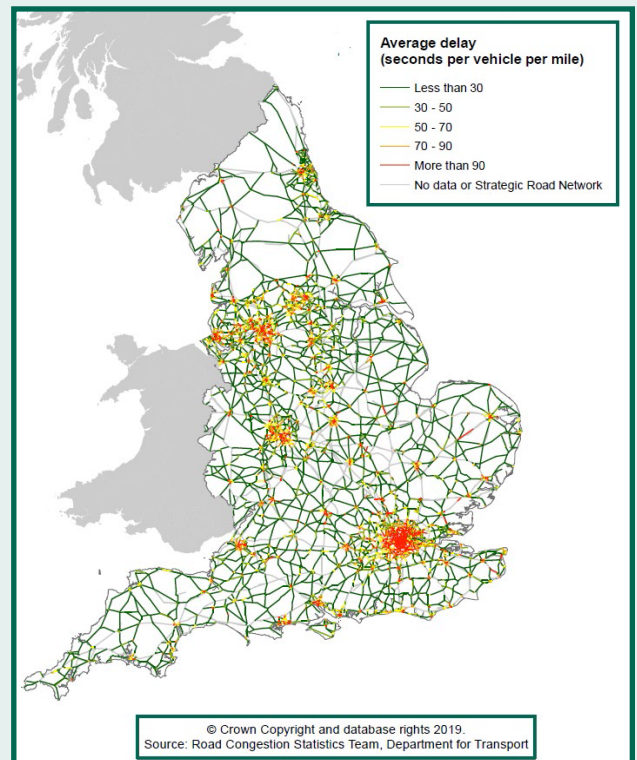 Average delay
(seconds per vehicle per mile)
Less than 30
30 - 50
50 - 70
70 - 90
More than 90
No data or Strategic Road Network
© Crown Copyright and database rights 2019.
Source: Road Congestion Statistics Team, Department for Transport